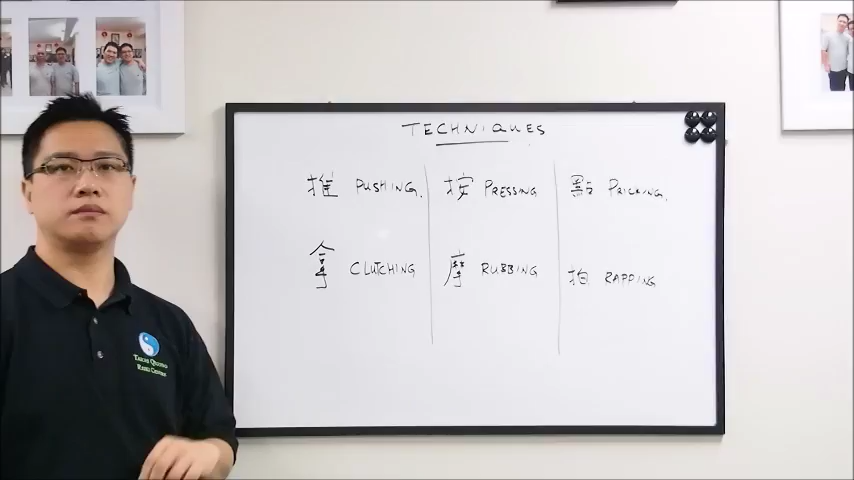 TECHNIQUES
推 PUSHING. 按 PRESSING 點 PRICKING.
拿 CLUTCHING 摩 RUBBING 拍 RAPPING